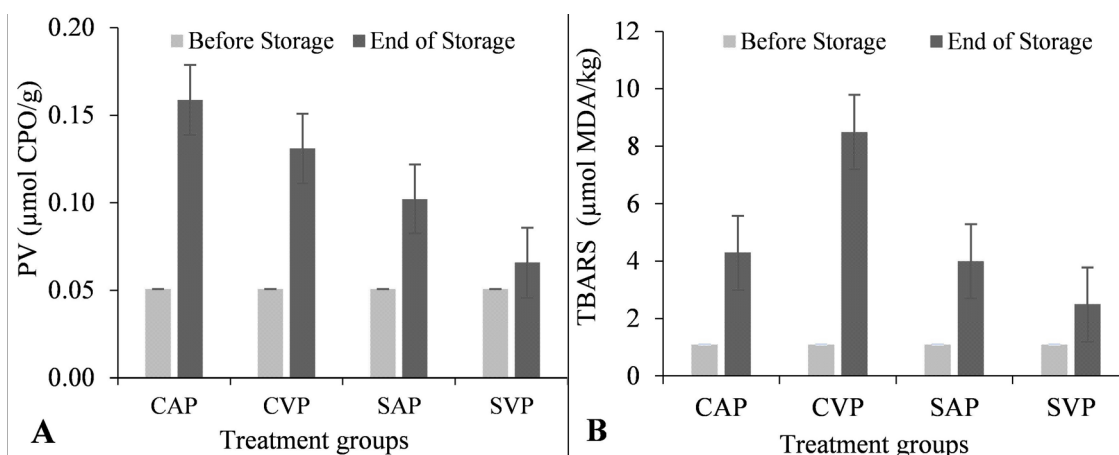 Before Storage End of Storage
0.20
0.15
0.10
0.05
0.00
PV (µmol CPO/g)
CAP CVP SAP SVP
Treatment groups
A
Before Storage End of Storage
12
10
8
6
4
2
0
TBARS (µmol MDA/kg)
CAP CVP SAP SVP
Treatment groups
B